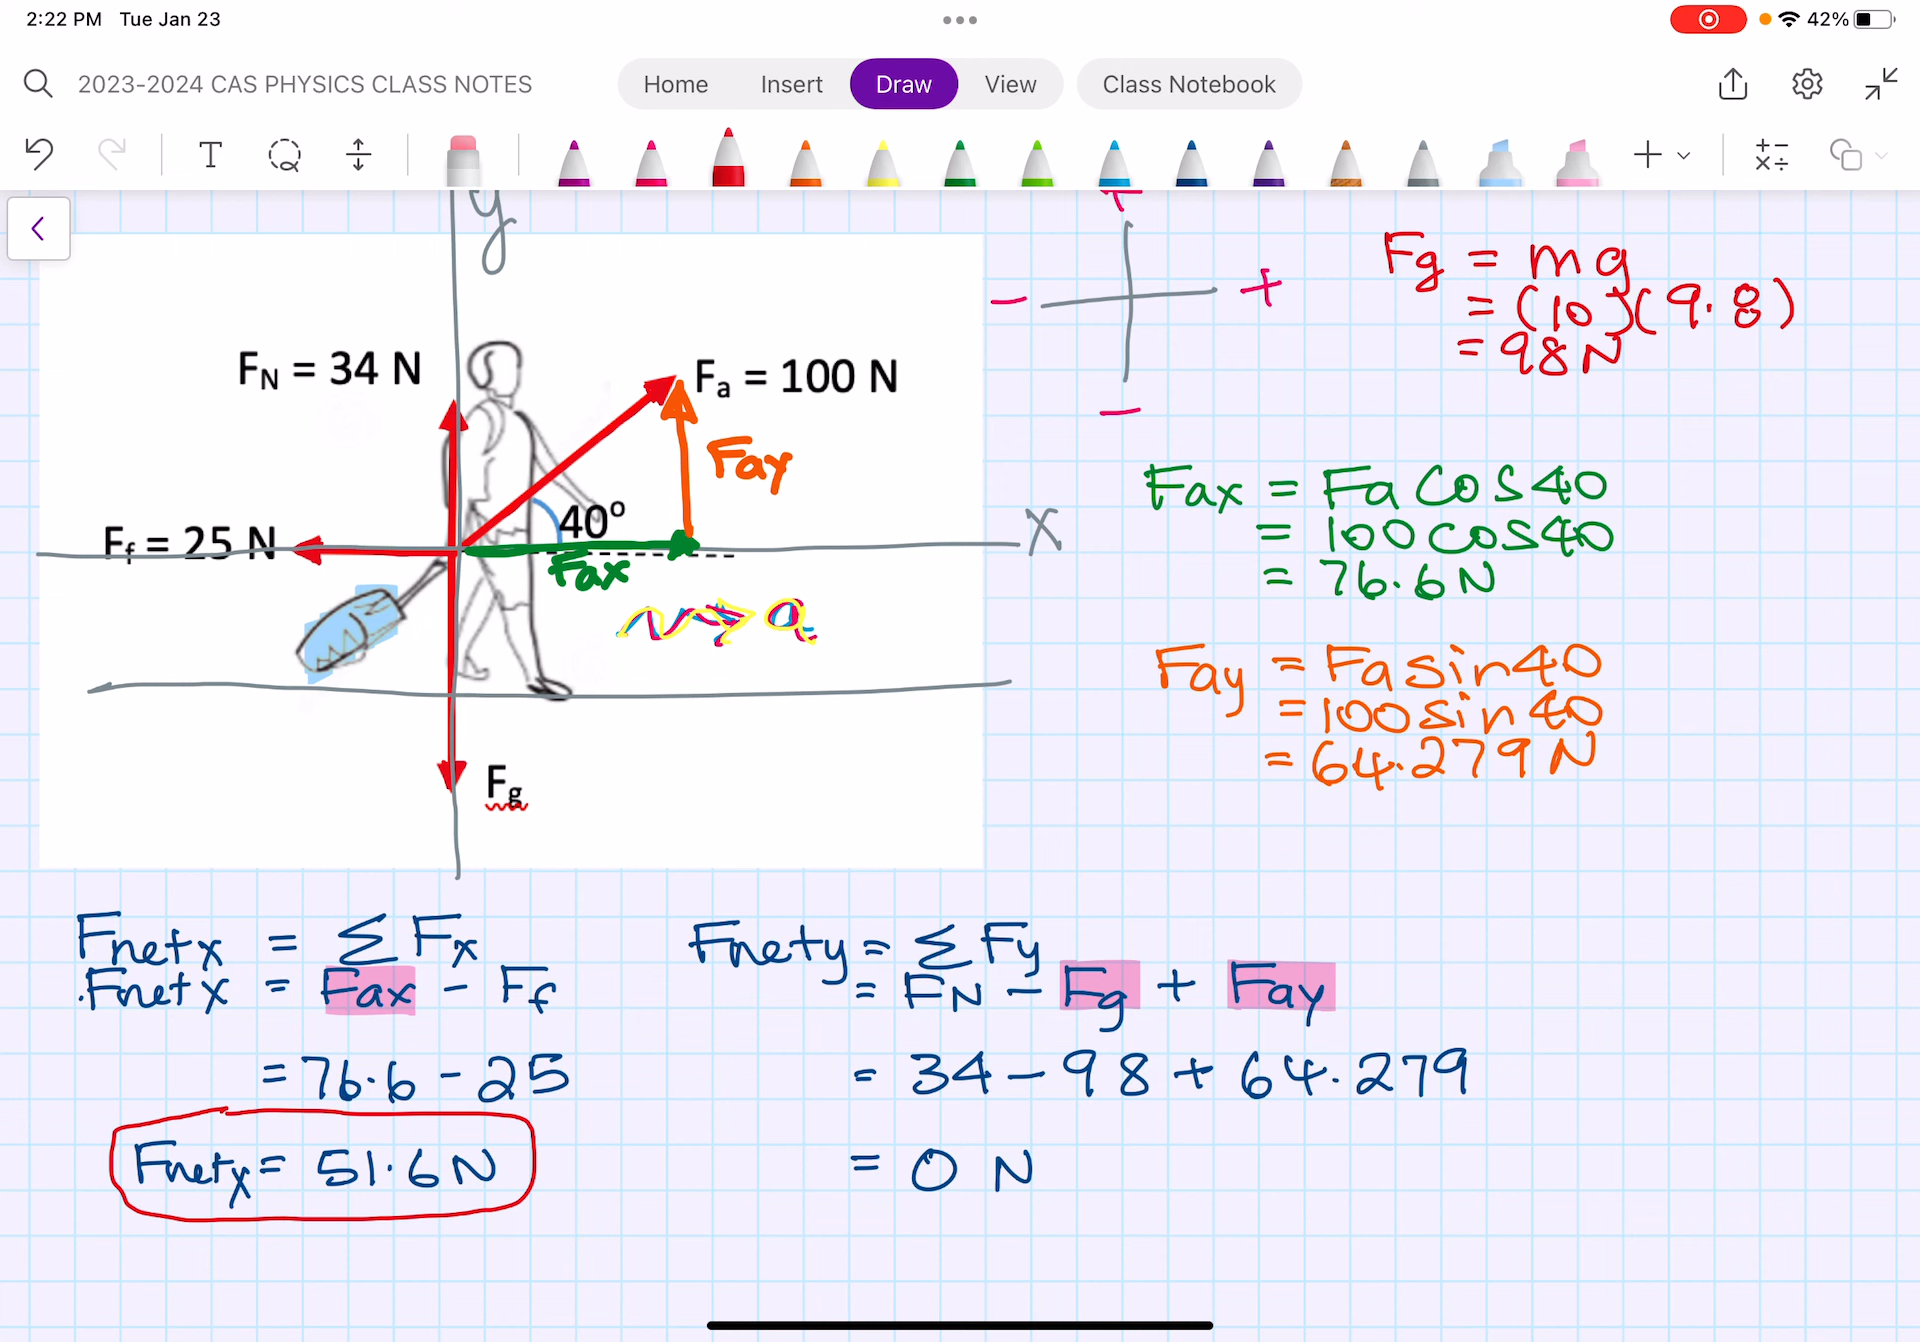 2:22 PM Tue Jan 23
42%
2023-2024 CAS PHYSICS CLASS NOTES
Home Insert Draw View Class Notebook
T
y
+
- +
-
Fg = mg
= (10)(9.8)
= 98N
FN = 34 N
Fa = 100 N
Fay
40°
Ff = 25 N
Fax
X
a
Fg
Fax = Fa Cos 40
= 100 cos 40
= 76.6 N
Fay = Fa sin 40
= 100 sin 40
= 64.279 N
Fnetx = ΣFx
.Fnetx = Fax - Ff
= 76.6 - 25
Fnetx = 51.6 N
Fnety = ΣFy
= FN - Fg + Fay
= 34 - 98 + 64.279
= 0 N